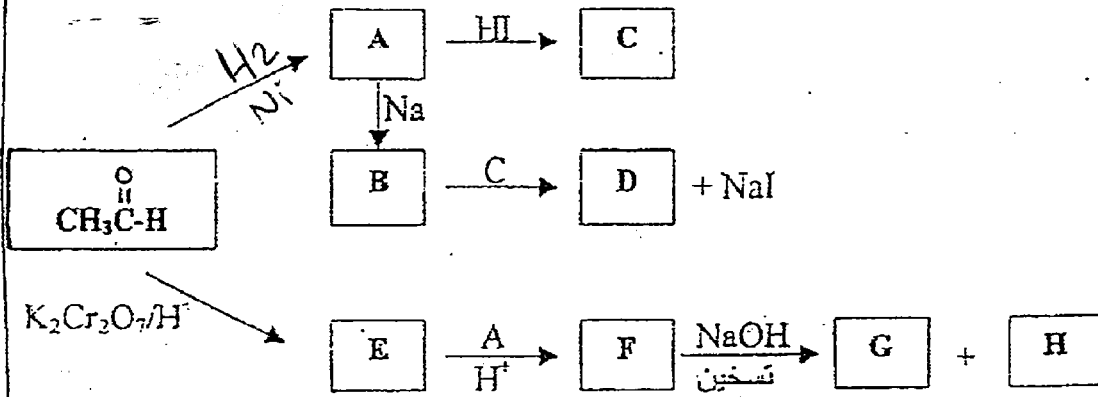 A HI C
H2
Ni
Na
O
CH₃C-H
B C D + NaI
K₂Cr₂O₇/H⁺
E A F NaOH G + H
H⁺ تسخين